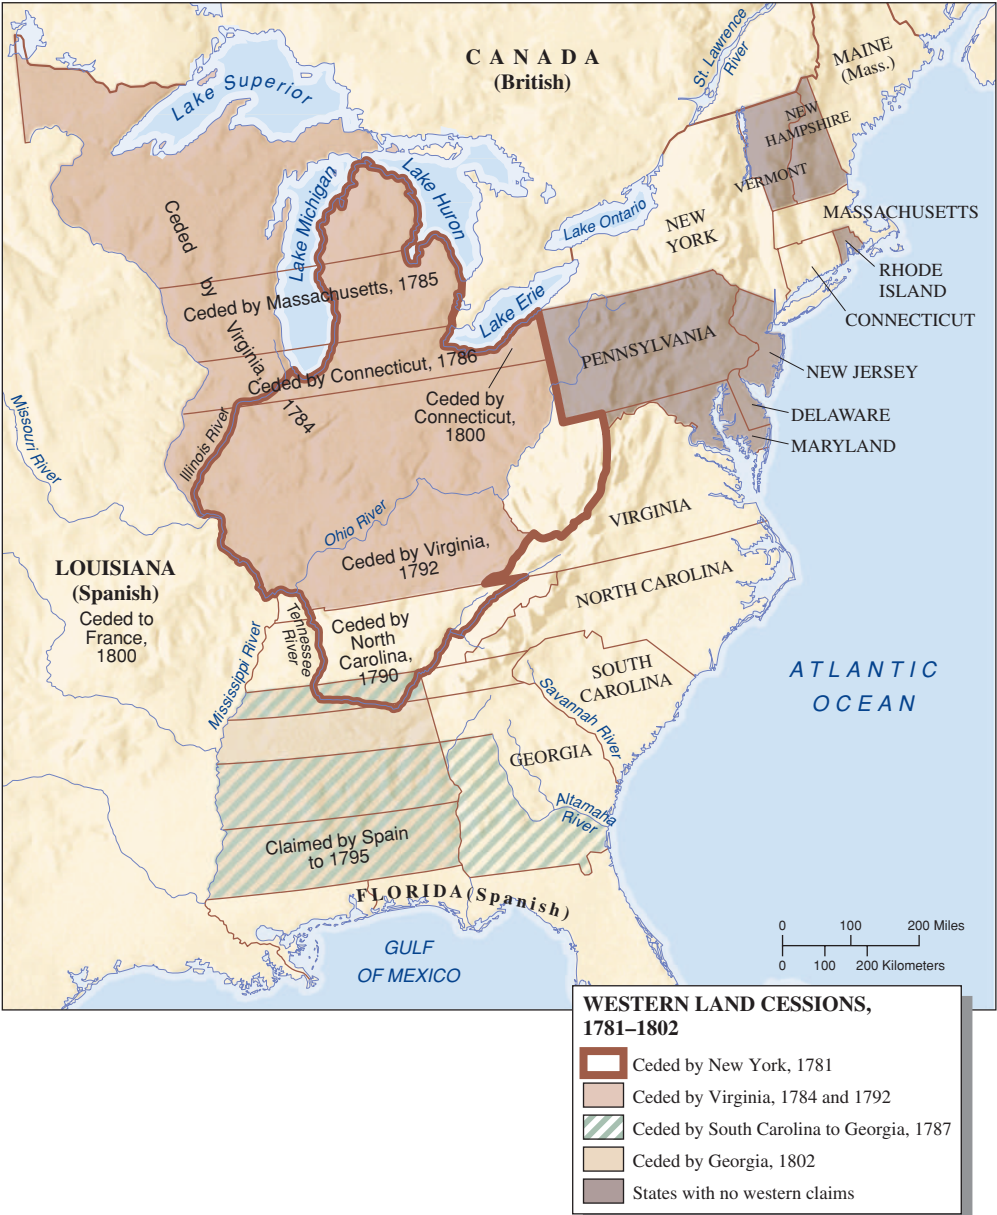 CANADA
(British)
St. Lawrence
River
MAINE
(Mass.)
Lake Superior
NEW
HAMPSHIRE
VERMONT
Lake Michigan
Lake Huron
Lake Ontario
NEW
YORK
MASSACHUSETTS
RHODE
ISLAND
CONNECTICUT
Ceded by Virginia, 1784
Ceded by Massachusetts, 1785
Lake Erie
PENNSYLVANIA
NEW JERSEY
Ceded by Connecticut, 1786
Ceded by
Connecticut,
1800
DELAWARE
MARYLAND
Missouri River
Illinois River
Ohio River
VIRGINIA
Ceded by Virginia,
1792
LOUISIANA
(Spanish)
Ceded to
France,
1800
NORTH CAROLINA
Tennessee
River
Ceded by
North
Carolina,
1790
Mississippi River
SOUTH
CAROLINA
ATLANTIC
OCEAN
Savannah River
GEORGIA
Altamaha
River
Claimed by Spain
to 1795
FLORIDA (Spanish)
GULF
OF MEXICO
0 100 200 Miles
0 100 200 Kilometers
WESTERN LAND CESSIONS,
1781–1802
Ceded by New York, 1781
Ceded by Virginia, 1784 and 1792
Ceded by South Carolina to Georgia, 1787
Ceded by Georgia, 1802
States with no western claims